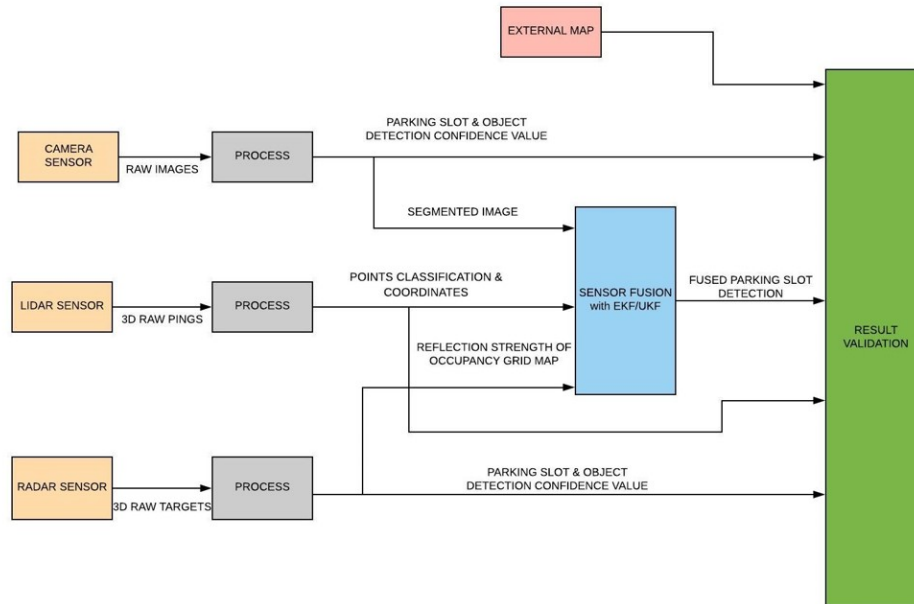 EXTERNAL MAP
PARKING SLOT & OBJECT
DETECTION CONFIDENCE VALUE
CAMERA
SENSOR
RAW IMAGES
PROCESS
SEGMENTED IMAGE
POINTS CLASSIFICATION &
COORDINATES
LIDAR SENSOR
3D RAW PINGS
PROCESS
SENSOR FUSION
with EKF/UKF
FUSED PARKING SLOT
DETECTION
RESULT
VALIDATION
REFLECTION STRENGTH OF
OCCUPANCY GRID MAP
RADAR SENSOR
3D RAW TARGETS
PROCESS
PARKING SLOT & OBJECT
DETECTION CONFIDENCE VALUE